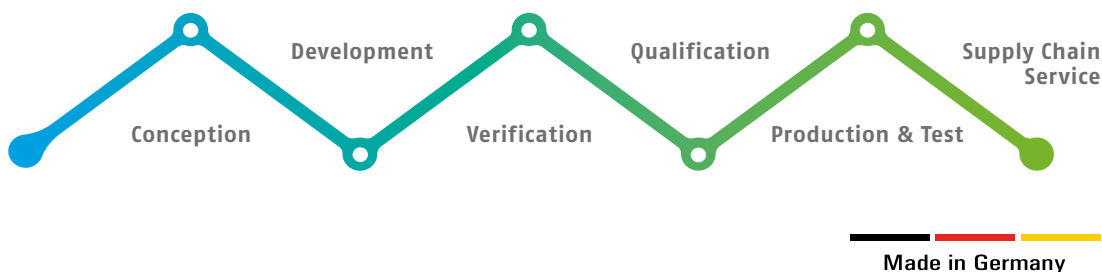 Conception
Development
Verification
Qualification
Production & Test
Supply Chain
Service
Made in Germany